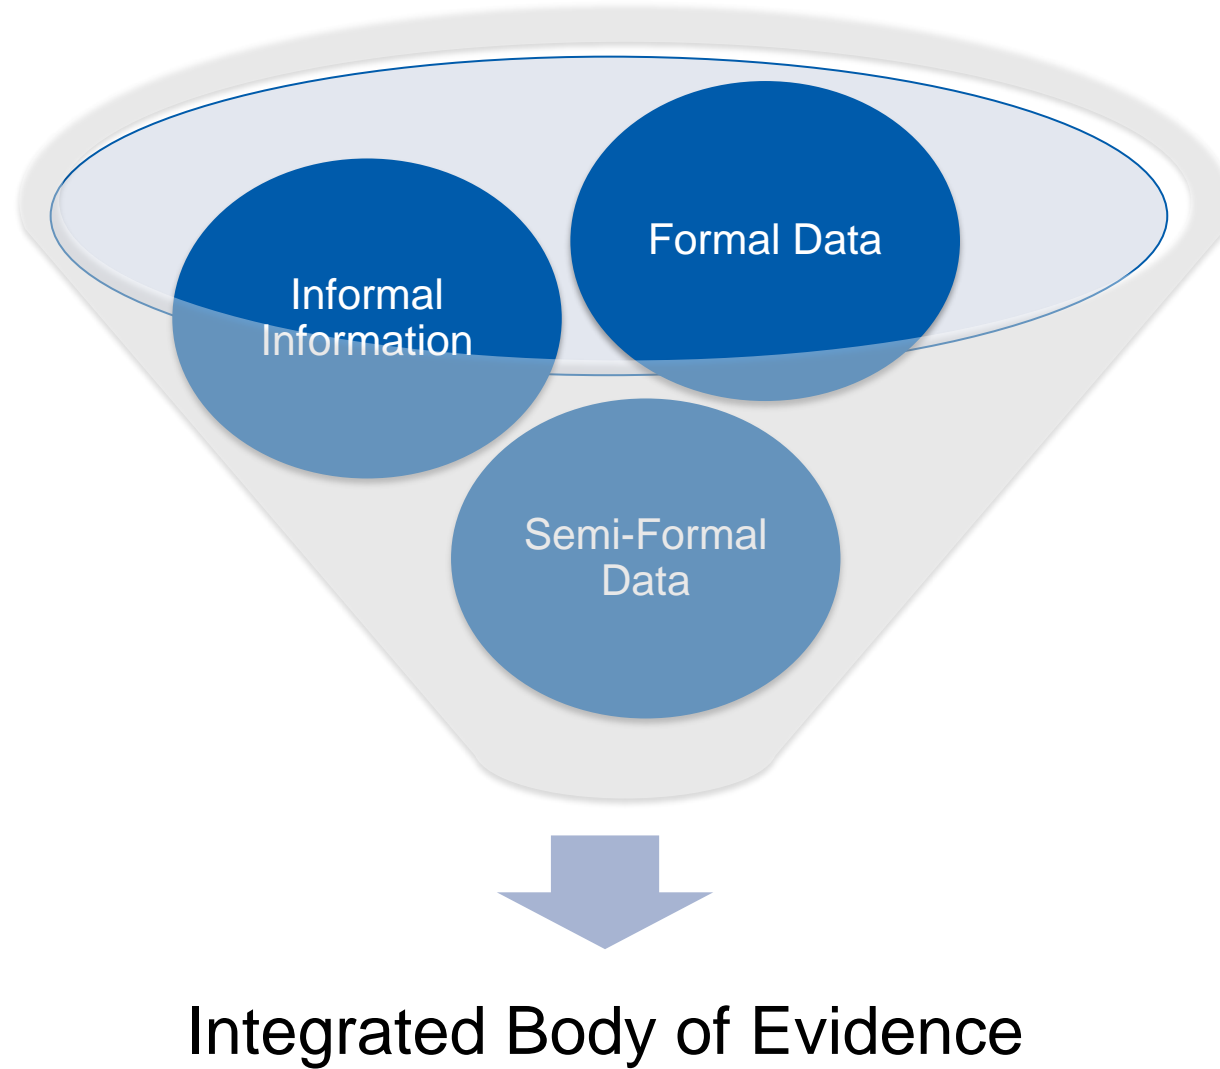 Formal Data
Informal
Information
Semi-Formal
Data
Integrated Body of Evidence